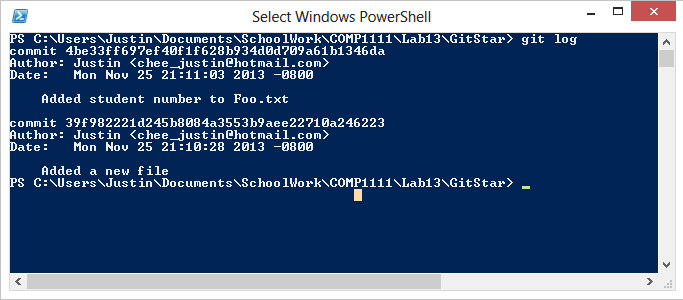 Select Windows PowerShell
PS C:\Users\Justin\Documents\SchoolWork\COMP1111\Lab13\GitStar> git log
commit 4be33ff697ef40f1f628b934d0d709a61b1346da
Author: Justin <chee_justin@hotmail.com>
Date:   Mon Nov 25 21:11:03 2013 -0800
    Added student number to Foo.txt
commit 39f982221d245b8084a3553b9aee22710a246223
Author: Justin <chee_justin@hotmail.com>
Date:   Mon Nov 25 21:10:28 2013 -0800
    Added a new file
PS C:\Users\Justin\Documents\SchoolWork\COMP1111\Lab13\GitStar>